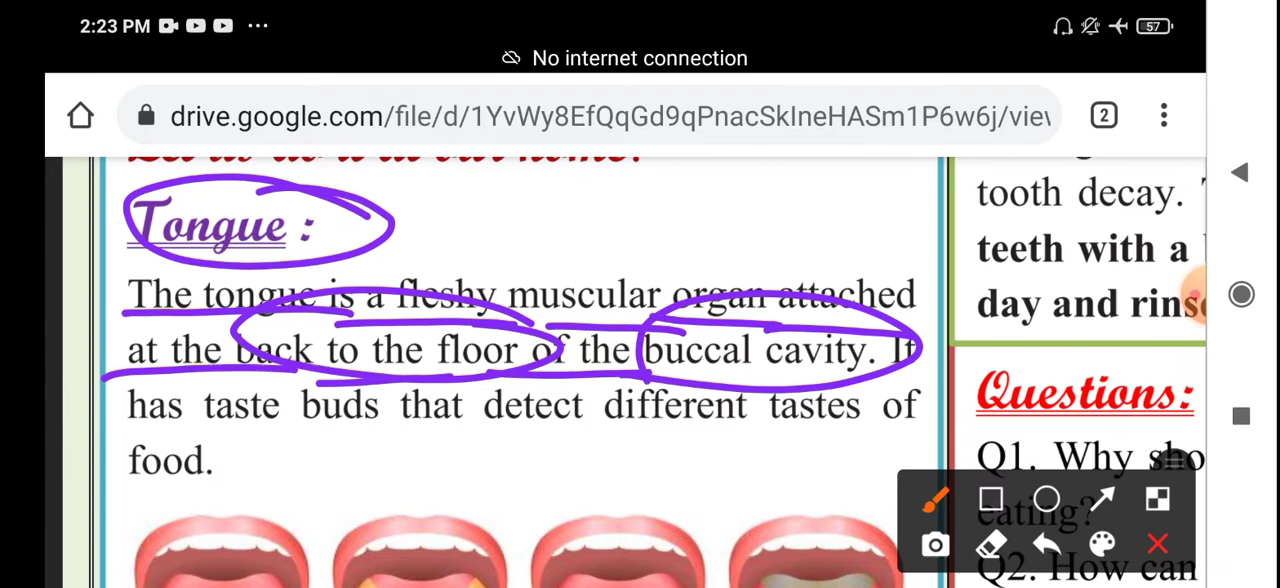 2:23 PM
57
No internet connection
drive.google.com/file/d/1YvWy8EfQqGd9qPnacSkIneHASm1P6w6j/view
2
Tongue :
The tongue is a fleshy muscular organ attached
at the back to the floor of the buccal cavity. It
has taste buds that detect different tastes of
food.
tooth decay.
teeth with a
day and rins
Questions:
Q1. Why sho
eating?
Q2. How can